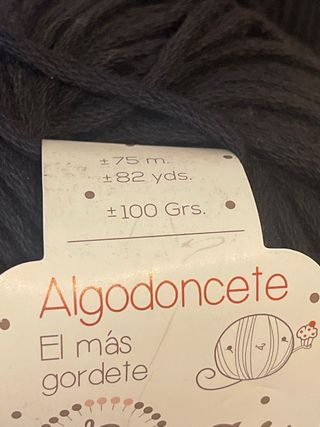 ±75 m.
±82 yds.
±100 Grs.
Algodoncete
El más
gordete